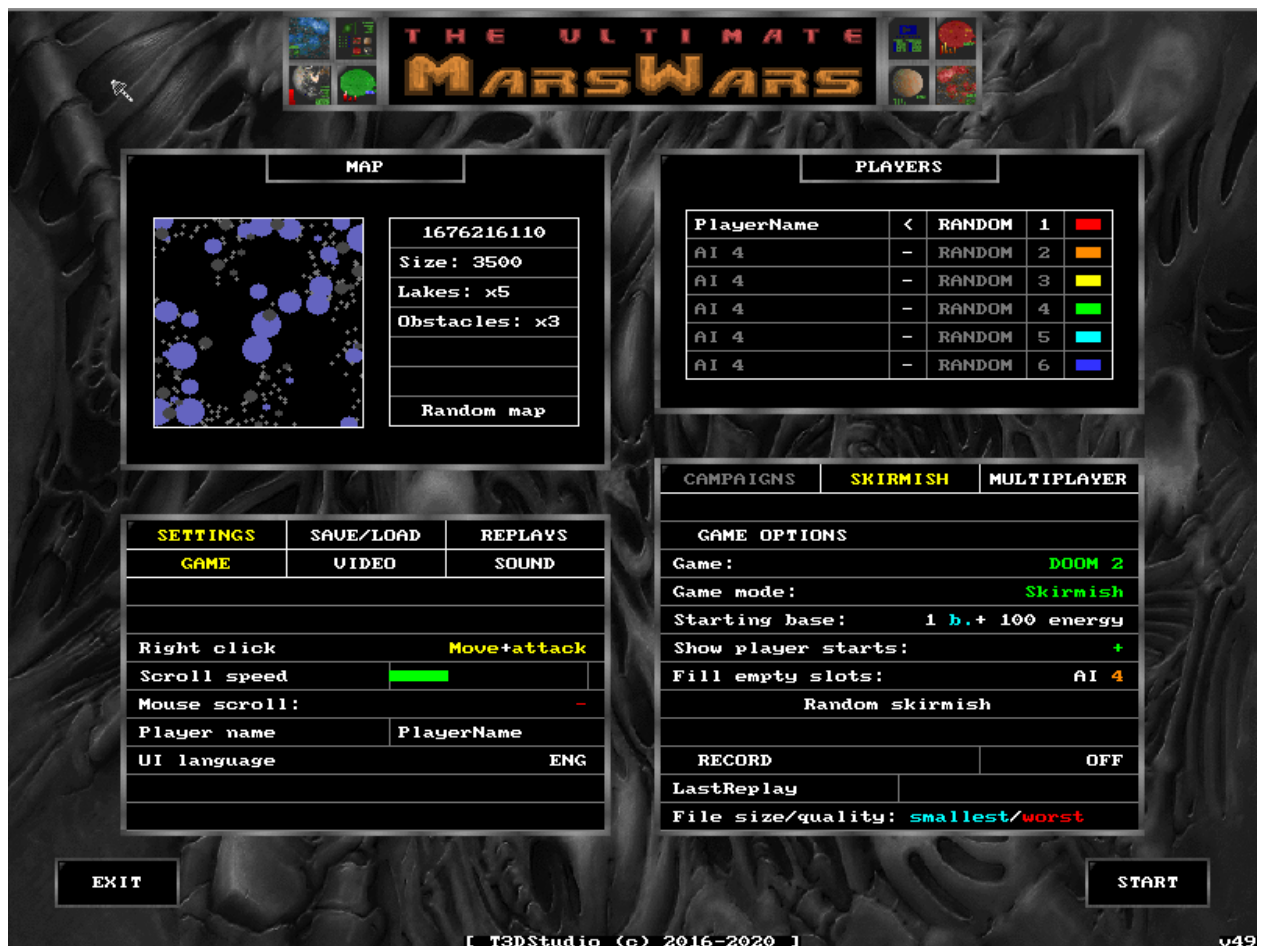 THE ULTIMATE
MARSWARS
MAP
1676216110
Size: 3500
Lakes: x5
Obstacles: x3
Random map
PLAYERS
PlayerName < RANDOM 1
AI 4 - RANDOM 2
AI 4 - RANDOM 3
AI 4 - RANDOM 4
AI 4 - RANDOM 5
AI 4 - RANDOM 6
SETTINGS SAVE/LOAD REPLAYS
GAME VIDEO SOUND
Right click Move+attack
Scroll speed
Mouse scroll: -
Player name PlayerName
UI language ENG
CAMPAIGNS SKIRMISH MULTIPLAYER
GAME OPTIONS
Game: DOOM 2
Game mode: Skirmish
Starting base: 1 b.+ 100 energy
Show player starts: +
Fill empty slots: AI 4
Random skirmish
RECORD OFF
LastReplay
File size/quality: smallest/worst
EXIT
START
[ T3DStudio (c) 2016-2020 ]
v49